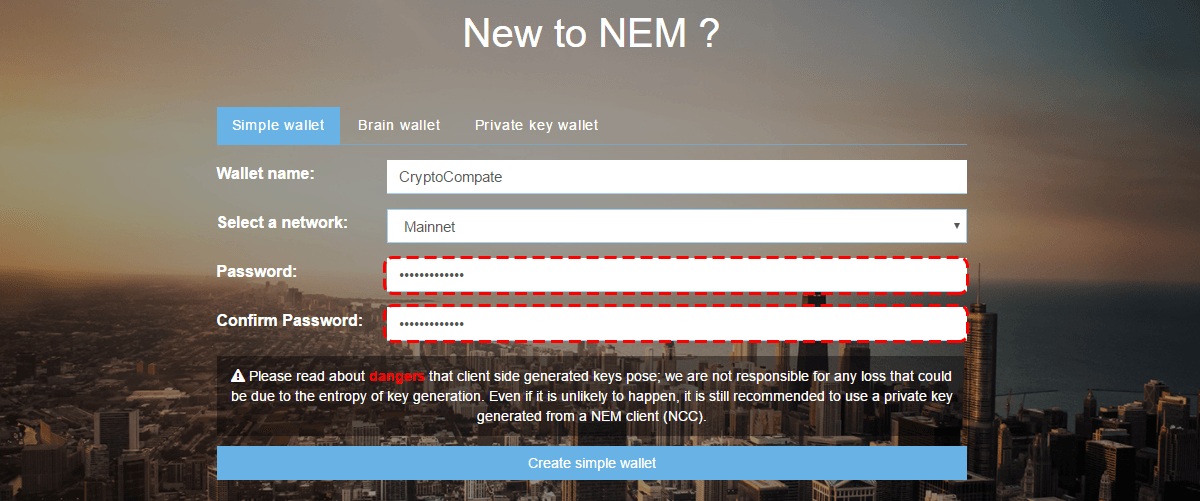 New to NEM ?
Simple wallet Brain wallet Private key wallet
Wallet name: CryptoCompate
Select a network: Mainnet
Password: •••••••••••••
Confirm Password: •••••••••••••
Please read about dangers that client side generated keys pose; we are not responsible for any loss that could
be due to the entropy of key generation. Even if it is unlikely to happen, it is still recommended to use a private key
generated from a NEM client (NCC).
Create simple wallet